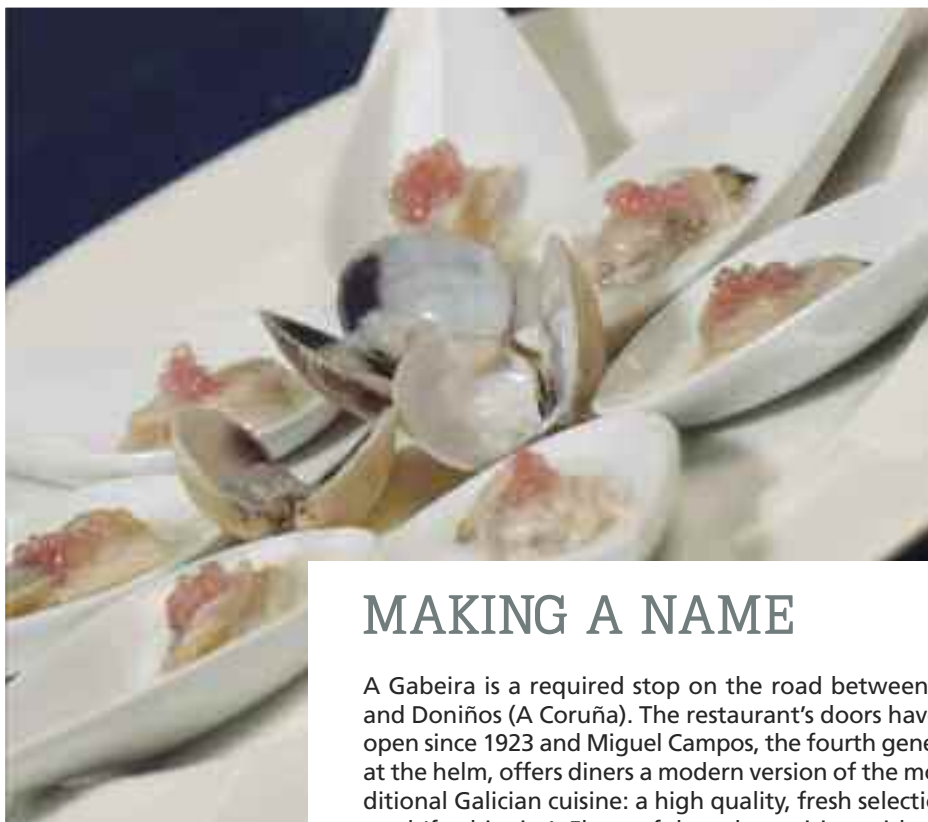 MAKING A NAME
A Gabeira is a required stop on the road between
and Doniños (A Coruña). The restaurant’s doors hav
open since 1923 and Miguel Campos, the fourth gene
at the helm, offers diners a modern version of the mo
ditional Galician cuisine: a high quality, fresh selecti